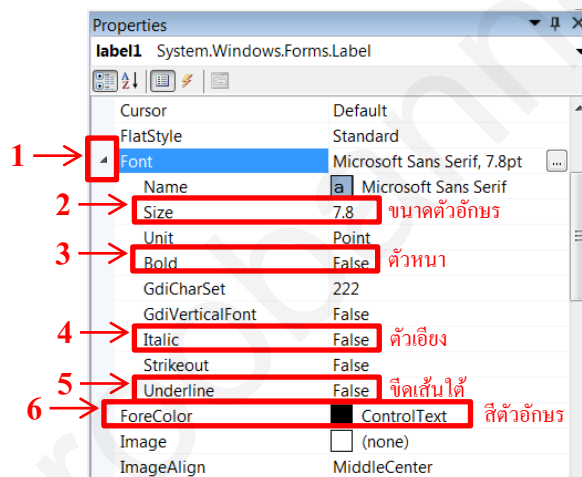 Properties
label1 System.Windows.Forms.Label
Cursor Default
FlatStyle Standard
1 Font Microsoft Sans Serif, 7.8pt ...
Name a Microsoft Sans Serif
2 Size 7.8 ขนาดตัวอักษร
Unit Point
3 Bold False ตัวหนา
GdiCharSet 222
GdiVerticalFont False
4 Italic False ตัวเอียง
Strikeout False
5 Underline False ขีดเส้นใต้
6 ForeColor ControlText สีตัวอักษร
Image (none)
ImageAlign MiddleCenter